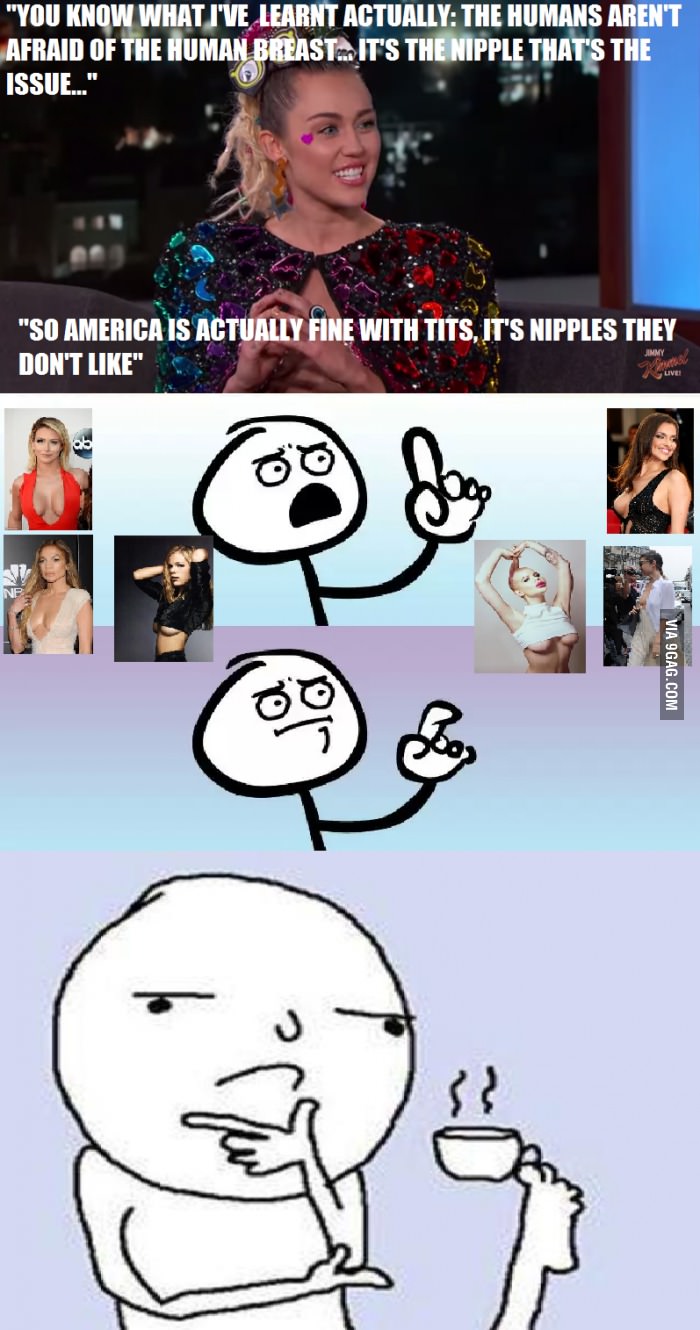 "YOU KNOW WHAT I'VE LEARNT ACTUALLY: THE HUMANS AREN'T
AFRAID OF THE HUMAN BREAST... IT'S THE NIPPLE THAT'S THE
ISSUE..."
"SO AMERICA IS ACTUALLY FINE WITH TITS, IT'S NIPPLES THEY
DON'T LIKE"
JIMMY
Kimmel
LIVE!
abc
NB
VIA 9GAG.COM